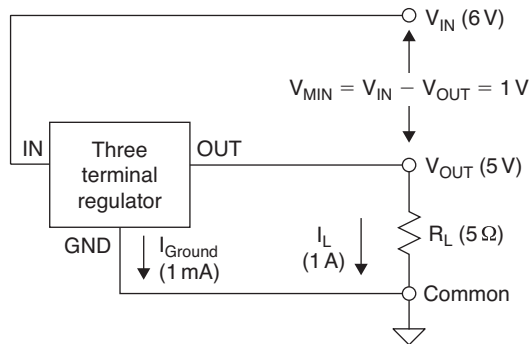 V_IN (6 V)
V_MIN = V_IN − V_OUT = 1 V
IN
Three
terminal
regulator
OUT
V_OUT (5 V)
GND
I_Ground
(1 mA)
I_L
(1 A)
R_L (5 Ω)
Common